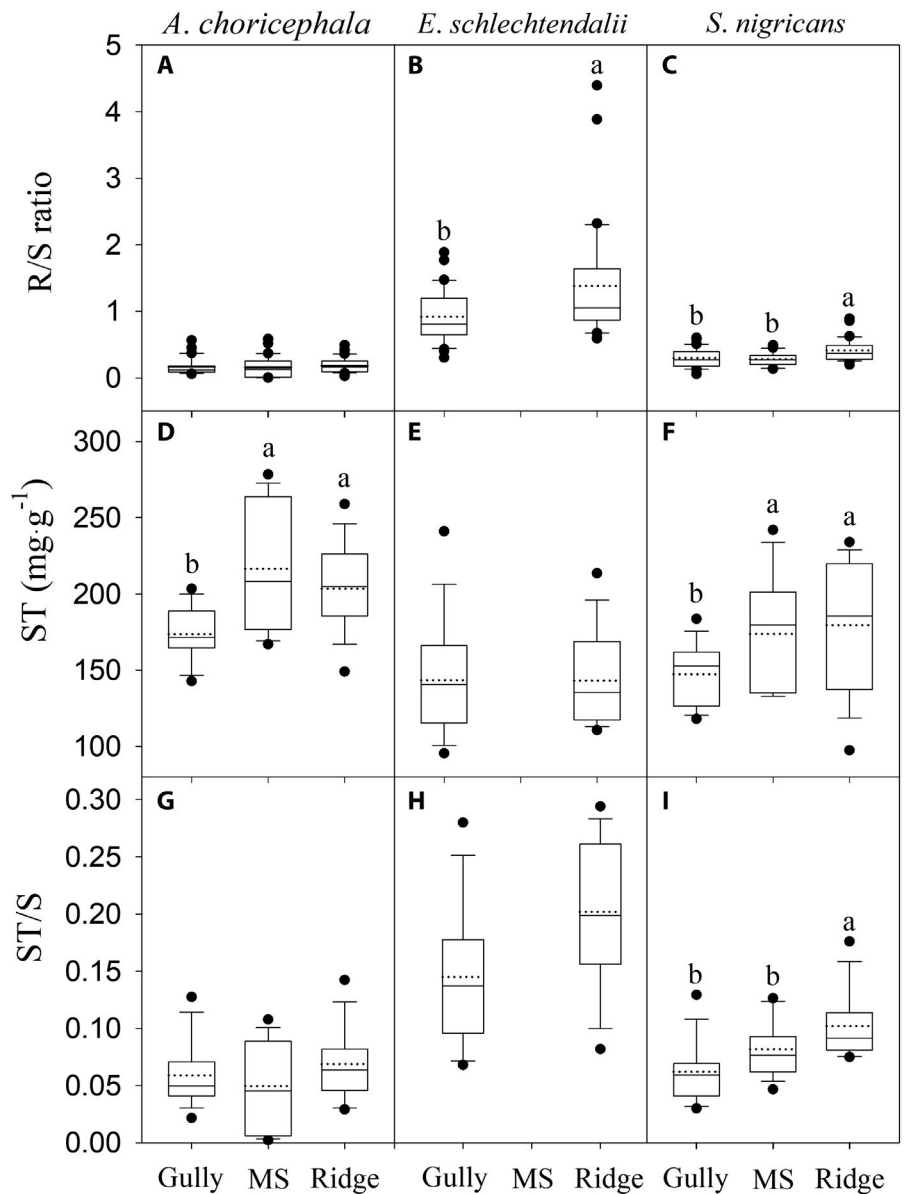 A. choricephala E. schlechtendalii S. nigricans
A B C
R/S ratio
5
4
3
2
1
0
b a b b a
D E F
ST (mg·g-1)
300
250
200
150
100
b a a b a a
G H I
ST/S
0.30
0.25
0.20
0.15
0.10
0.05
0.00
b b a
Gully MS Ridge Gully MS Ridge Gully MS Ridge